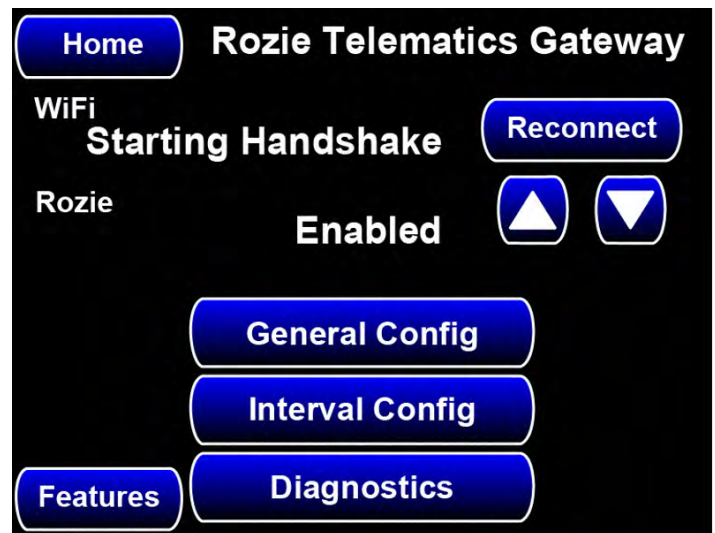 Home
Rozie Telematics Gateway
WiFi
Starting Handshake
Reconnect
Rozie
Enabled
General Config
Interval Config
Diagnostics
Features